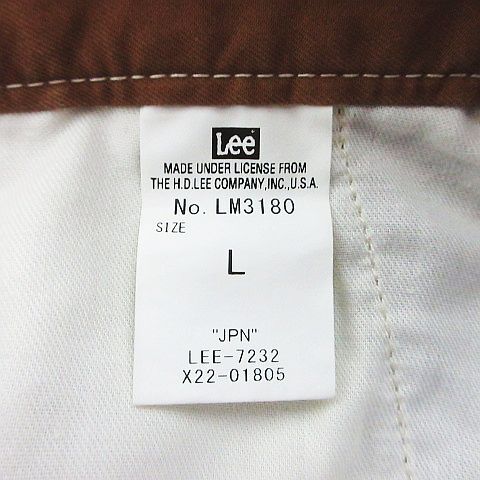 Lee
MADE UNDER LICENSE FROM
THE H.D.LEE COMPANY,INC.,U.S.A.
No. LM3180
SIZE
L
"JPN"
LEE-7232
X22-01805